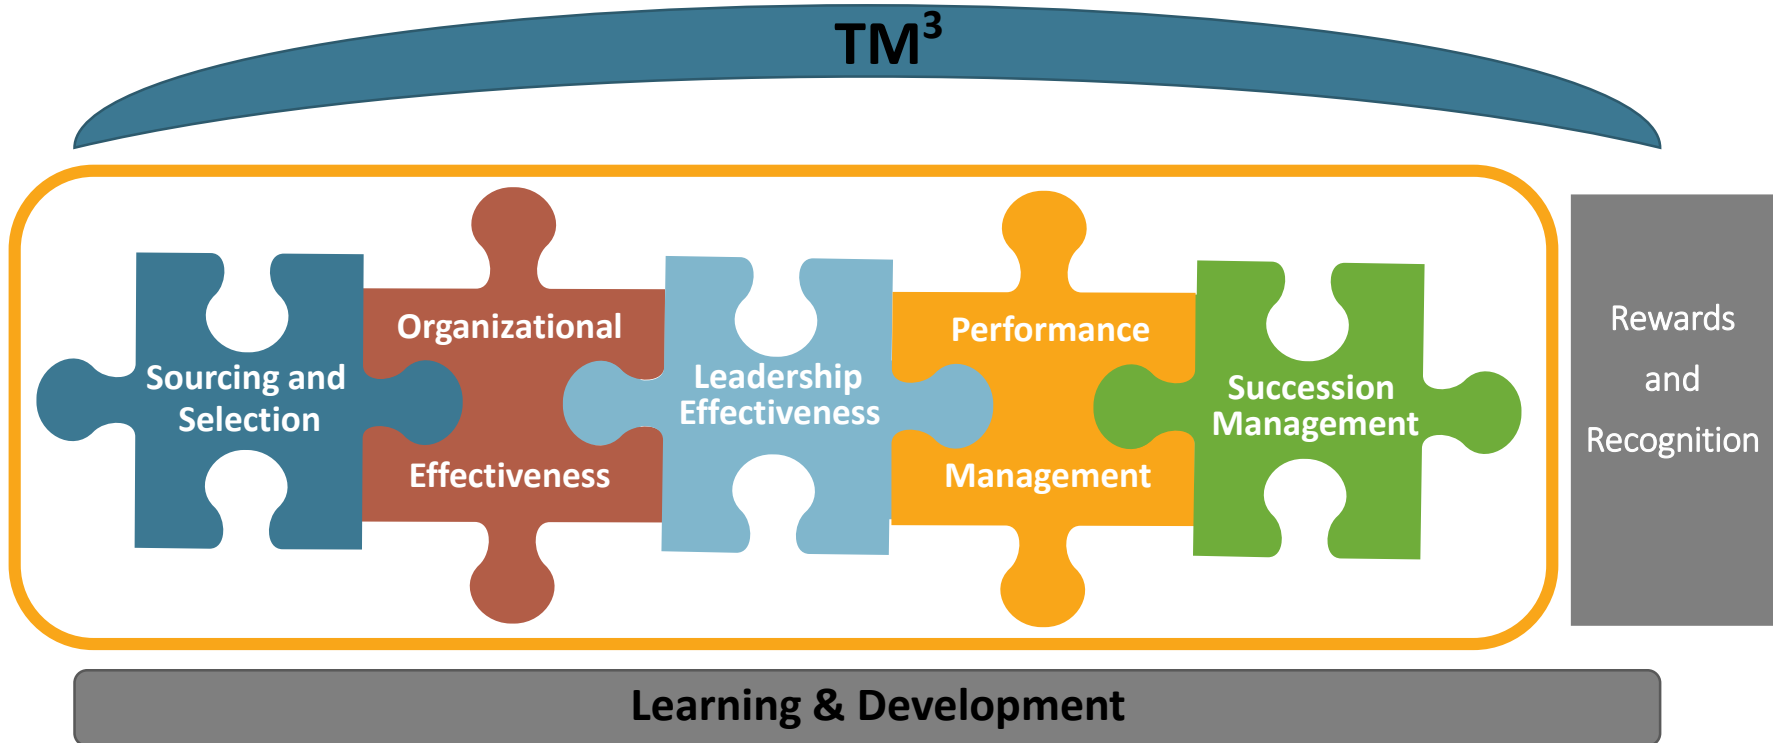 TM³
Sourcing and
Selection
Organizational
Effectiveness
Leadership
Effectiveness
Performance
Management
Succession
Management
Rewards
and
Recognition
Learning & Development